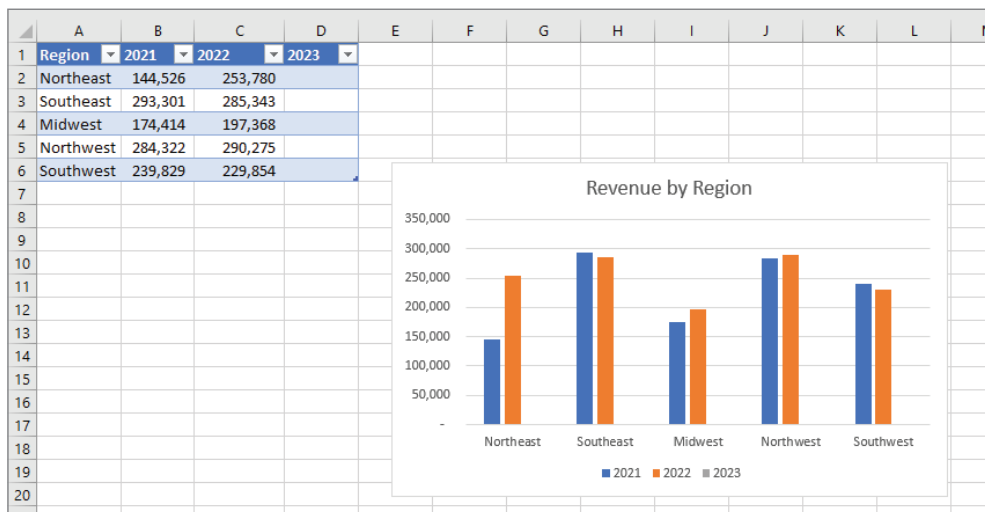 A B C D E F G H I J K L
1 Region 2021 2022 2023
2 Northeast 144,526 253,780
3 Southeast 293,301 285,343
4 Midwest 174,414 197,368
5 Northwest 284,322 290,275
6 Southwest 239,829 229,854
7
8
9
10
11
12
13
14
15
16
17
18
19
20
Revenue by Region
350,000
300,000
250,000
200,000
150,000
100,000
50,000
-
Northeast Southeast Midwest Northwest Southwest
2021 2022 2023